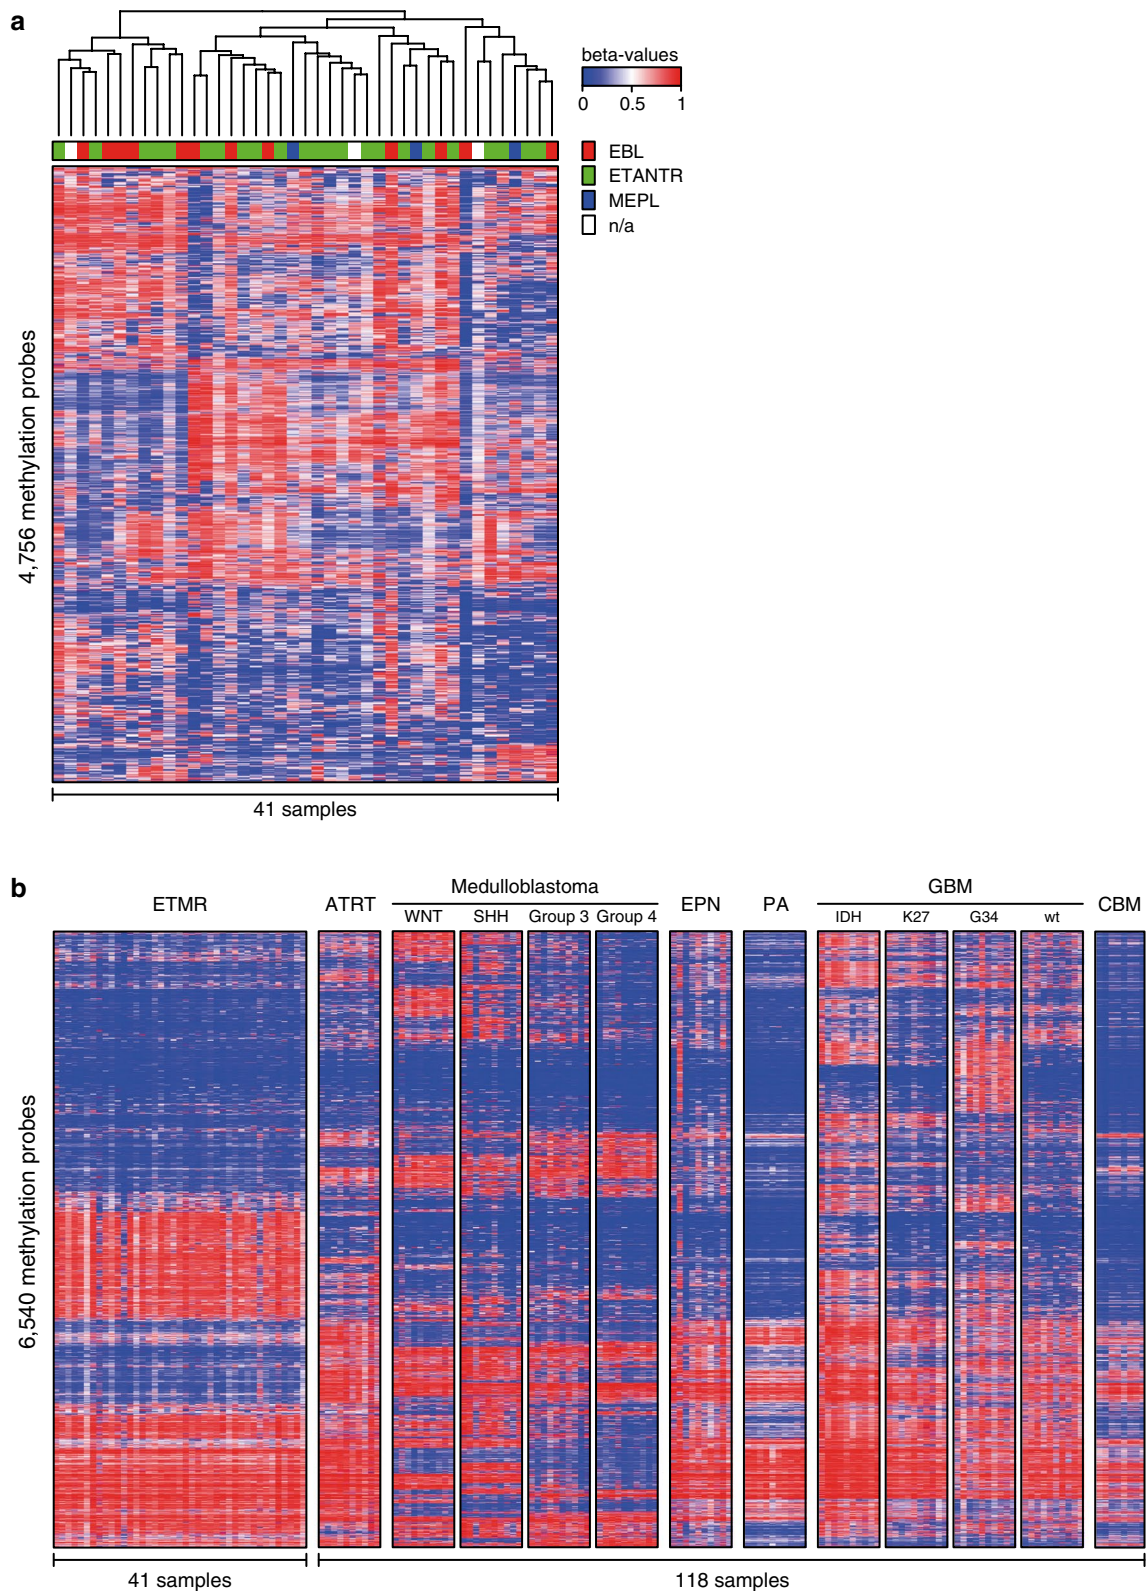 a
beta-values
0 0.5 1
EBL
ETANTR
MEPL
n/a
4,756 methylation probes
41 samples
b
ETMR
ATRT
Medulloblastoma
WNT SHH Group 3 Group 4
EPN
PA
GBM
IDH K27 G34 wt
CBM
6,540 methylation probes
41 samples
118 samples